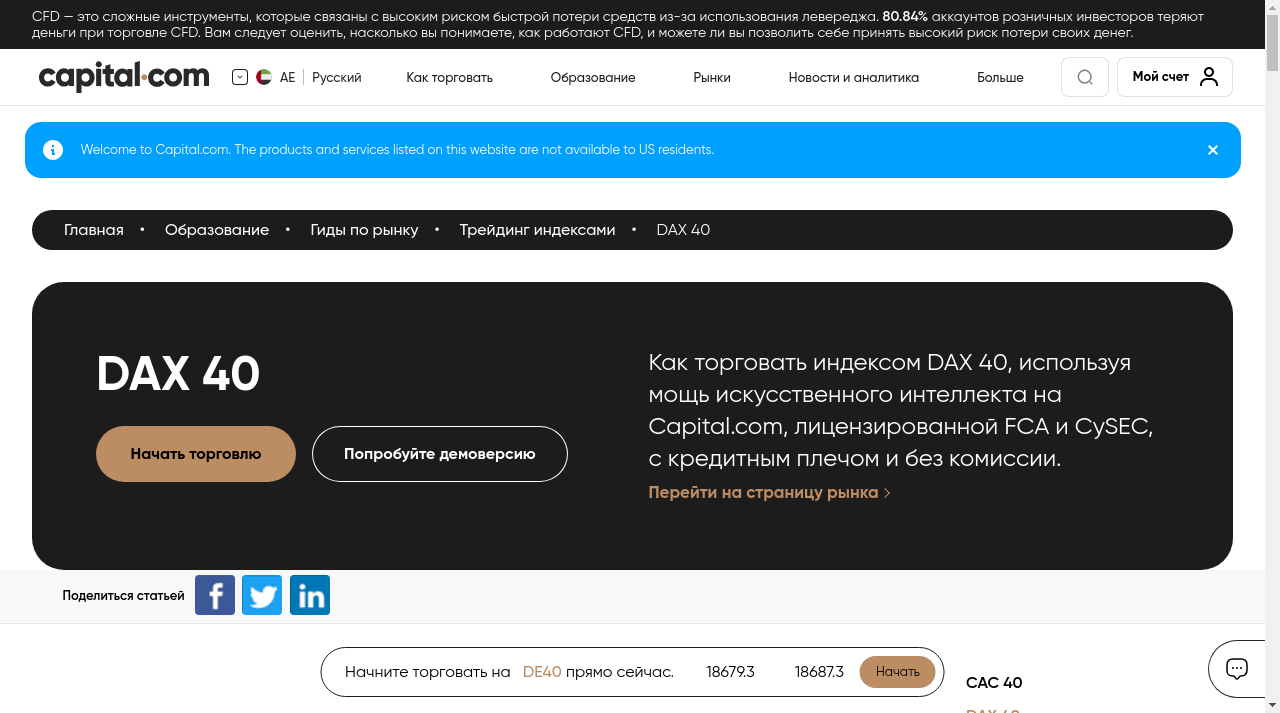 CFD — это сложные инструменты, которые связаны с высоким риском быстрой потери средств из-за использования левереджа. 80.84% аккаунтов розничных инвесторов теряют
деньги при торговле CFD. Вам следует оценить, насколько вы понимаете, как работают CFD, и можете ли вы позволить себе принять высокий риск потери своих денег.
capital.com AE Русский Как торговать Образование Рынки Новости и аналитика Больше Мой счет
Welcome to Capital.com. The products and services listed on this website are not available to US residents.
Главная • Образование • Гиды по рынку • Трейдинг индексами • DAX 40
DAX 40
Начать торговлю Попробуйте демоверсию
Как торговать индексом DAX 40, используя
мощь искусственного интеллекта на
Capital.com, лицензированной FCA и CySEC,
с кредитным плечом и без комиссии.
Перейти на страницу рынка
Поделиться статьей
Начните торговать на DE40 прямо сейчас. 18679.3 18687.3 Начать
CAC 40
DAX 40